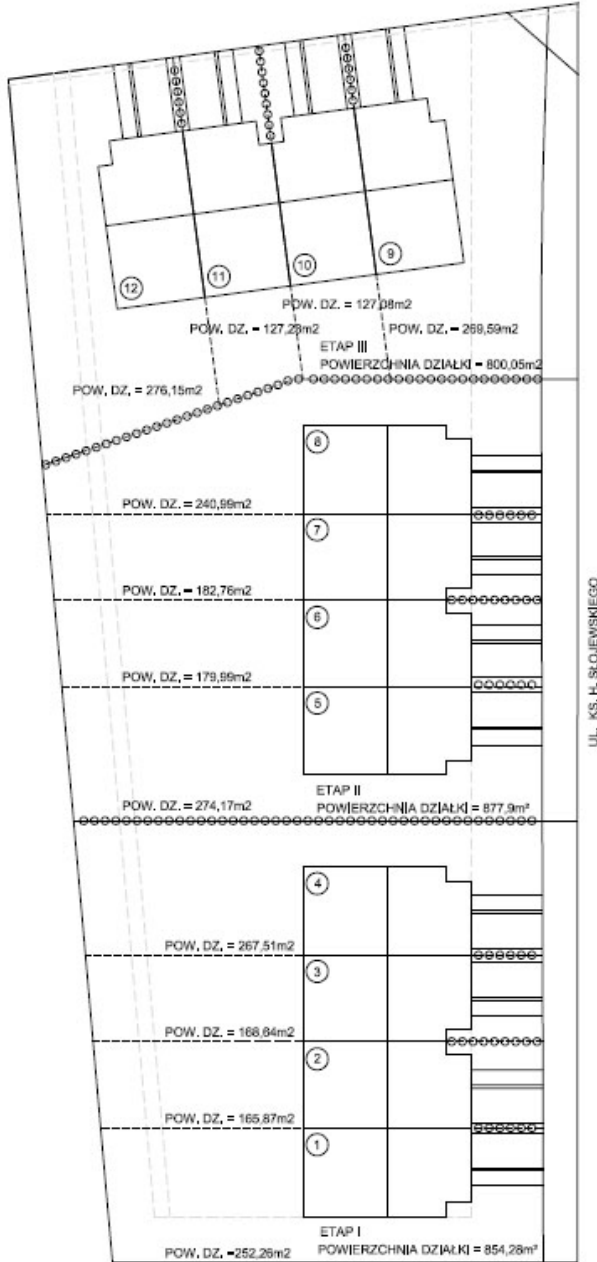 12
11
10
9
POW. DZ. = 127,08m2
POW. DZ. = 127,23m2
POW. DZ. = 269,59m2
ETAP III
POWIERZCHNIA DZIAŁKI = 800,05m2
POW. DZ. = 276,15m2
8
POW. DZ. = 240,99m2
7
POW. DZ. = 182,76m2
6
POW. DZ. = 179,99m2
5
UL. KS. H. SŁOJEWSKIEGO
ETAP II
POW. DZ. = 274,17m2
POWIERZCHNIA DZIAŁKI = 877,9m²
4
POW. DZ. = 267,51m2
3
POW. DZ. = 168,64m2
2
POW. DZ. = 165,87m2
1
ETAP I
POW. DZ. =252,26m2
POWIERZCHNIA DZIAŁKI = 854,28m²